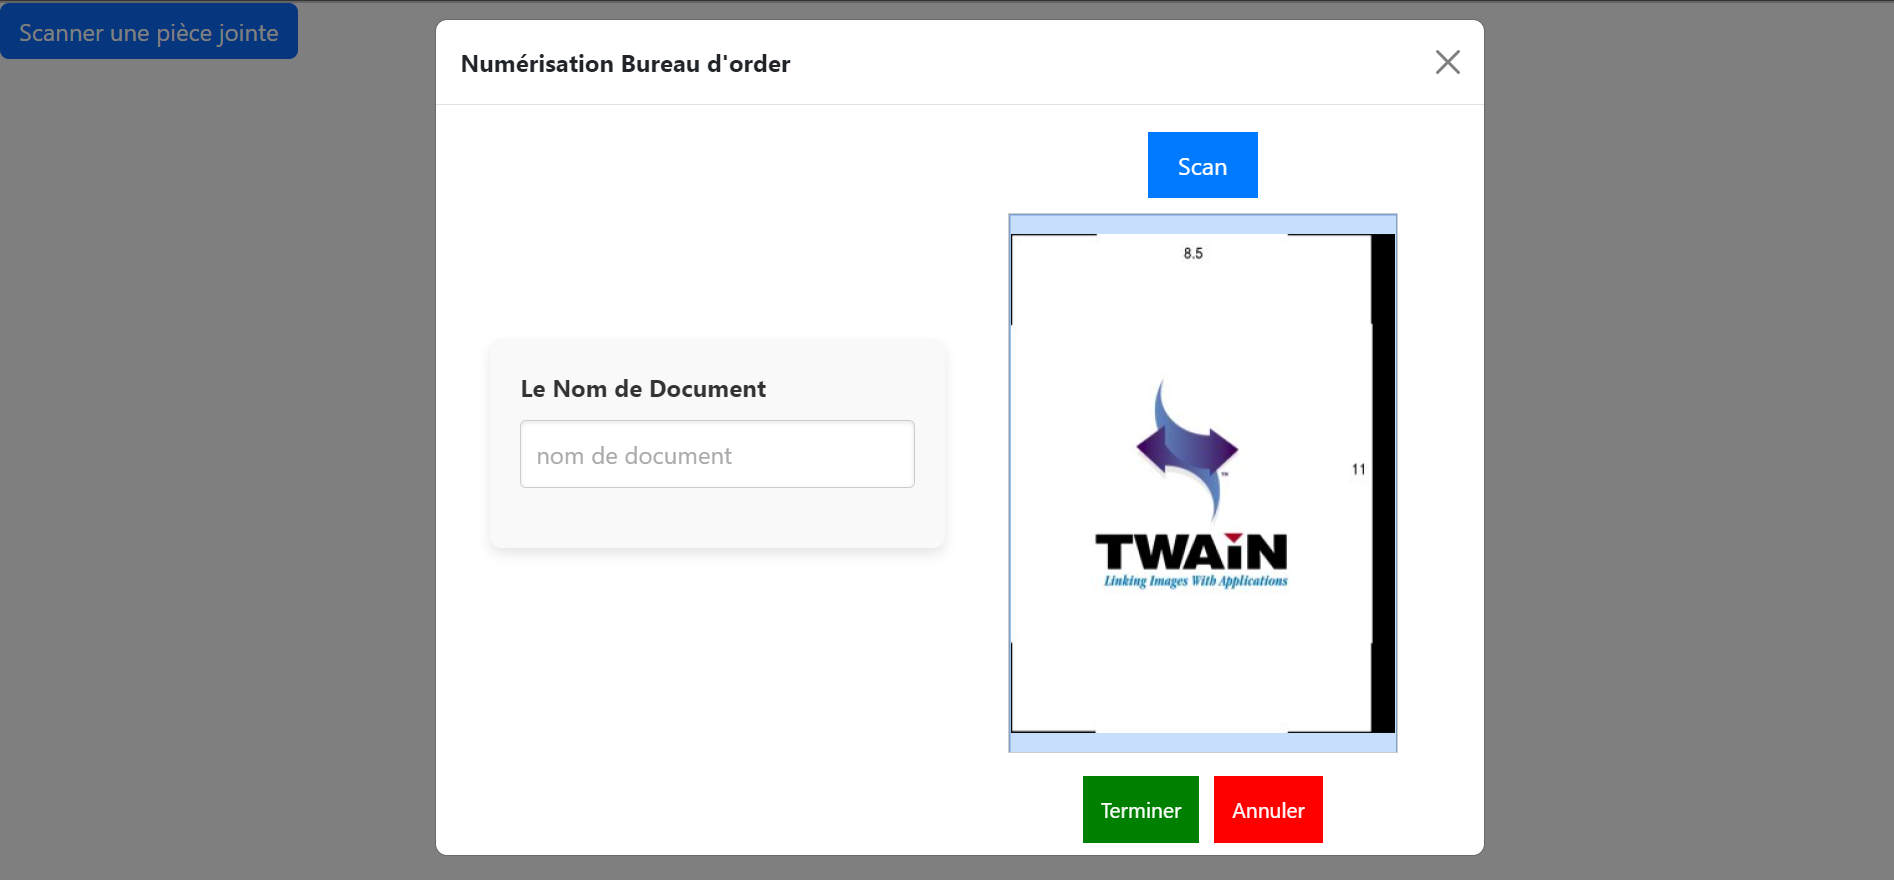 Scanner une pièce jointe
Numérisation Bureau d'order
Scan
Le Nom de Document
nom de document
8.5
11
TWAiN
™
Linking Images With Applications
Terminer
Annuler